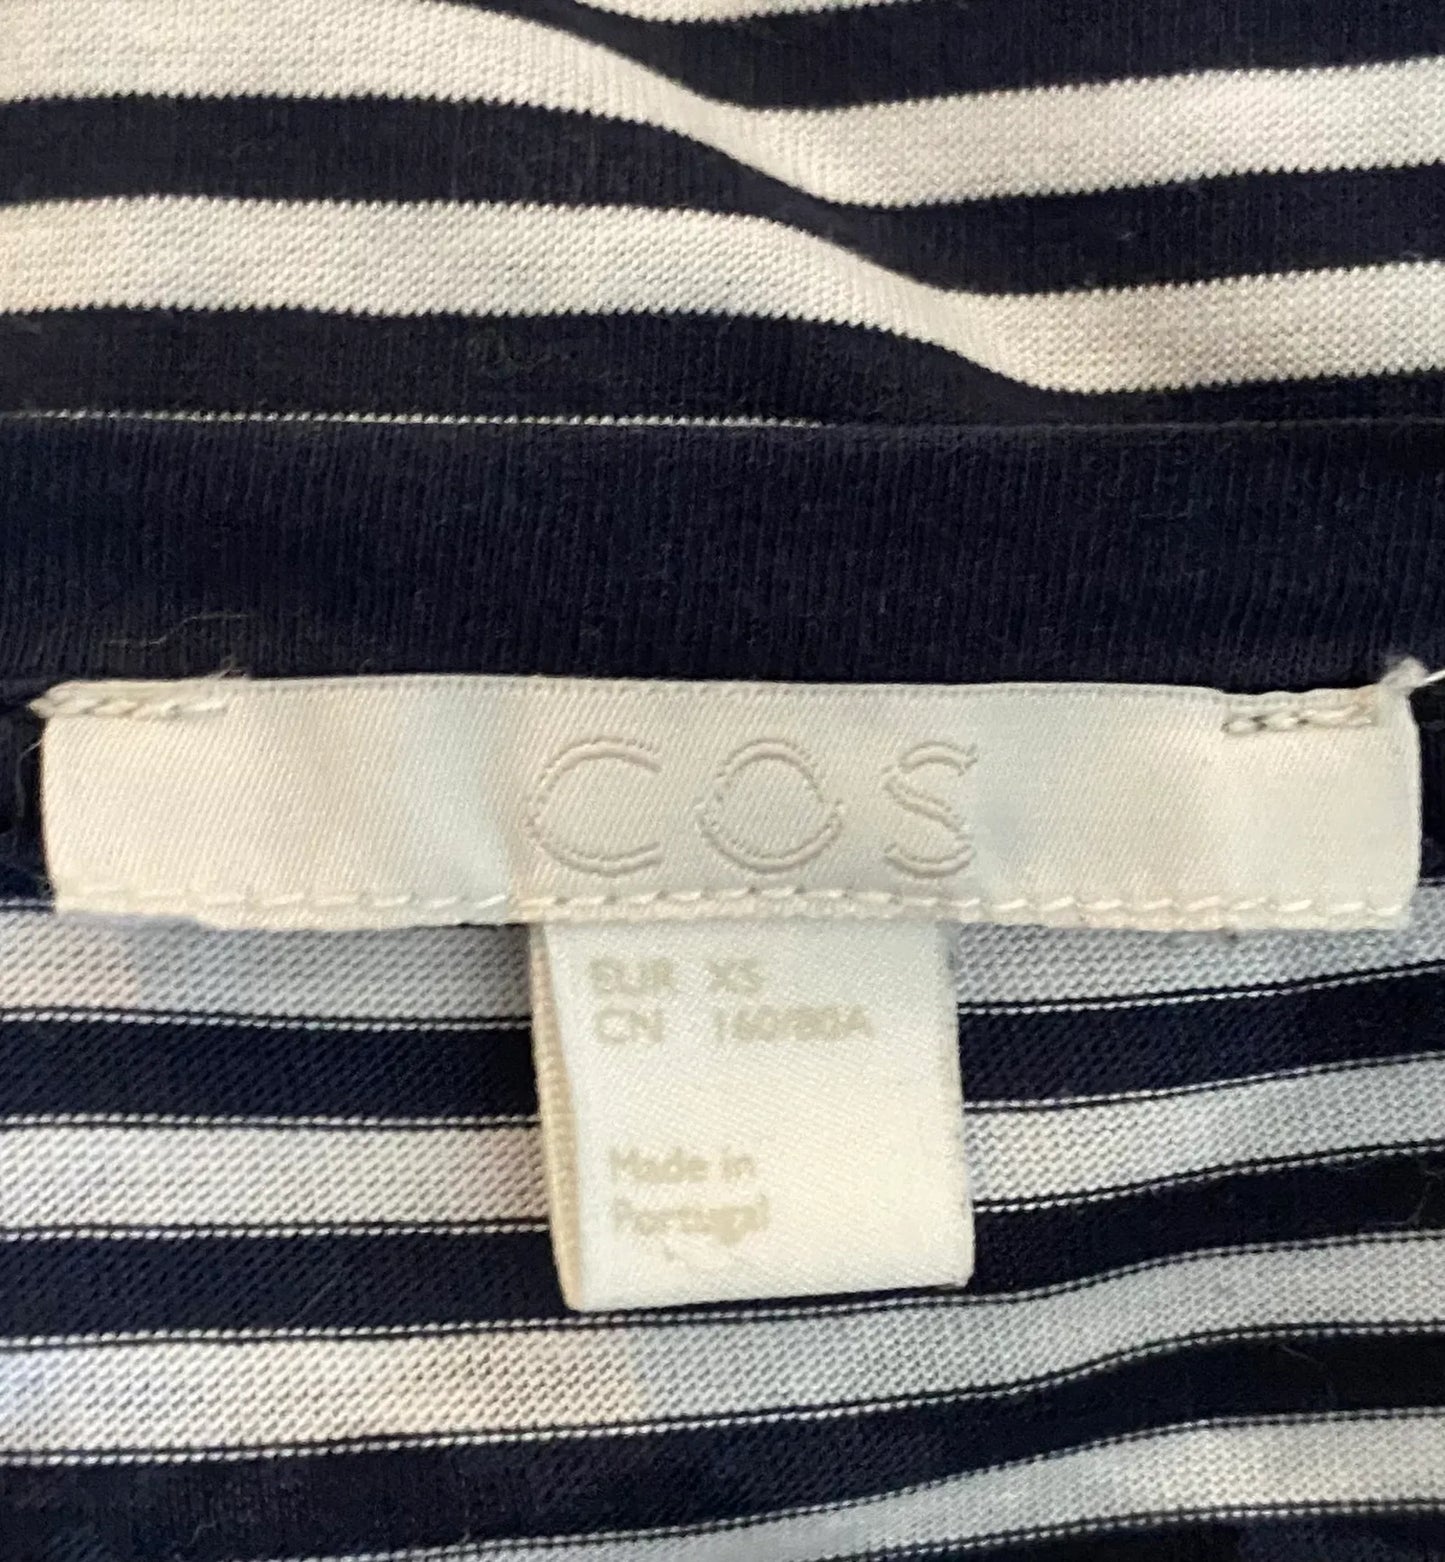 COS
EUR XS
CN 160/80A
Made in
Portugal